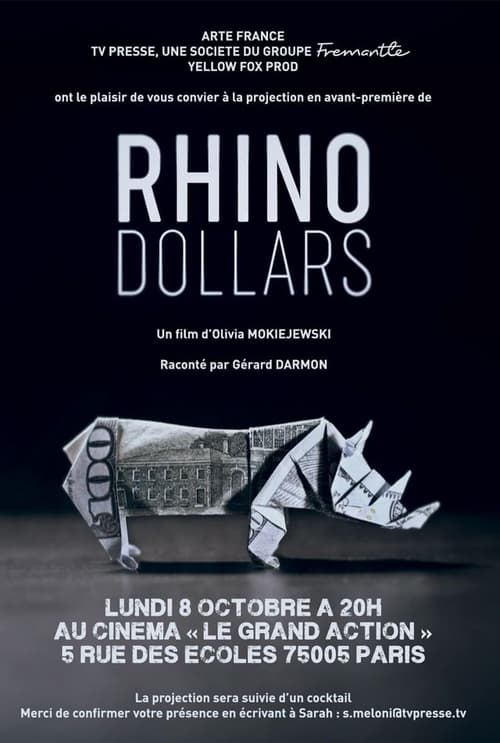 ARTE FRANCE
TV PRESSE, UNE SOCIETE DU GROUPE Fremantle
YELLOW FOX PROD
ont le plaisir de vous convier à la projection en avant-première de
RHINO
DOLLARS
Un film d'Olivia MOKIEJEWSKI
Raconté par Gérard DARMON
100
LUNDI 8 OCTOBRE A 20H
AU CINEMA « LE GRAND ACTION »
5 RUE DES ECOLES 75005 PARIS
La projection sera suivie d'un cocktail
Merci de confirmer votre présence en écrivant à Sarah : s.meloni@tvpresse.tv